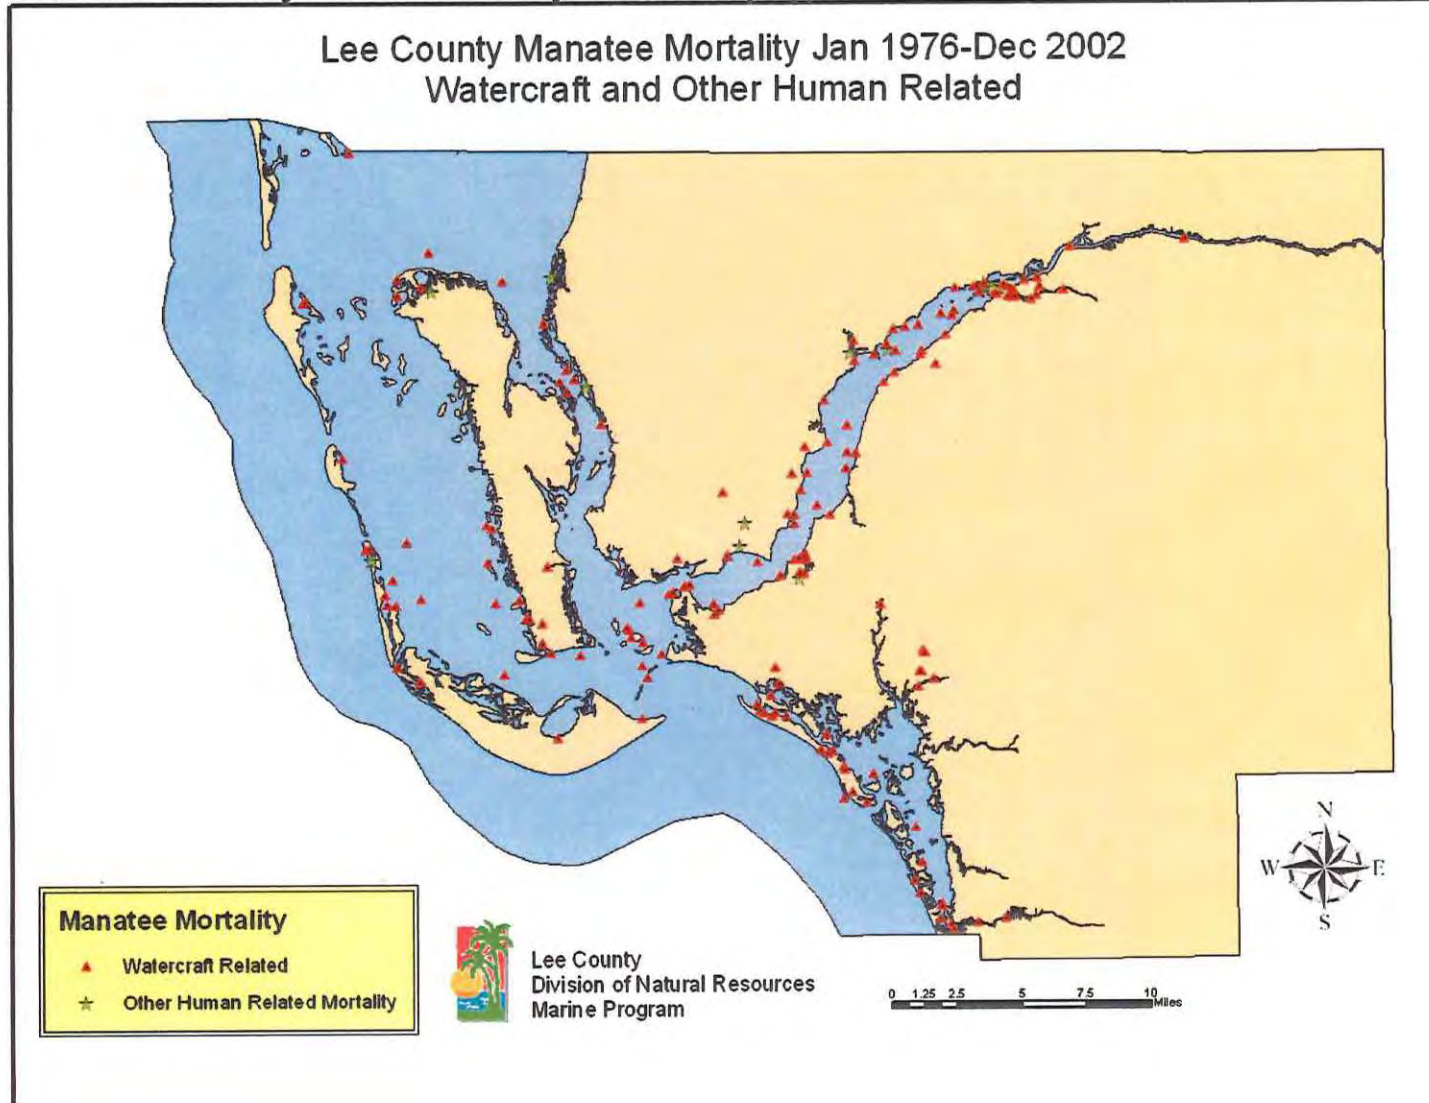 Lee County Manatee Mortality Jan 1976-Dec 2002
Watercraft and Other Human Related
N
W
E
S
Manatee Mortality
Watercraft Related
Other Human Related Mortality
Lee County
Division of Natural Resources
Marine Program
0 1.25 2.5 5 7.5 10
Miles